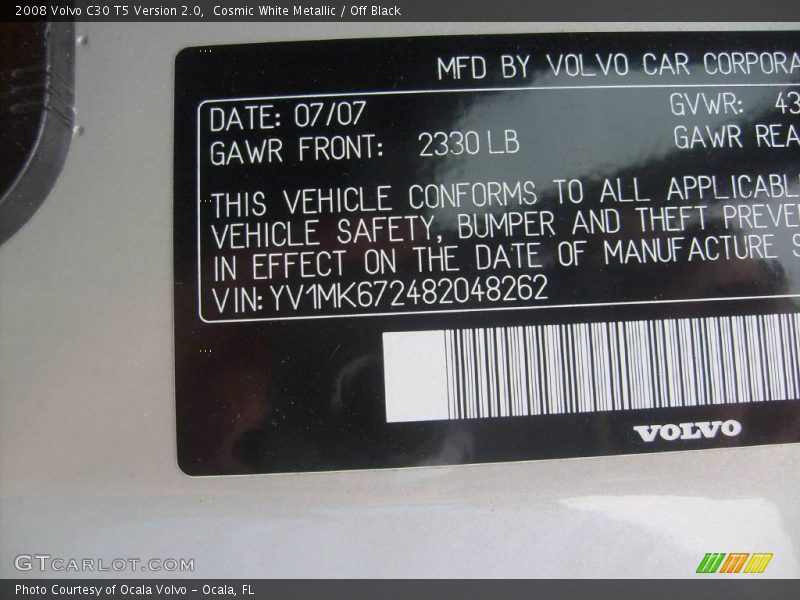 2008 Volvo C30 T5 Version 2.0, Cosmic White Metallic / Off Black
MFD BY VOLVO CAR CORPORA
DATE: 07/07 GVWR: 43
GAWR FRONT: 2330 LB GAWR REA
THIS VEHICLE CONFORMS TO ALL APPLICABL
VEHICLE SAFETY, BUMPER AND THEFT PREVE
IN EFFECT ON THE DATE OF MANUFACTURE S
VIN: YV1MK672482048262
VOLVO
GTCARLOT.COM
Photo Courtesy of Ocala Volvo - Ocala, FL